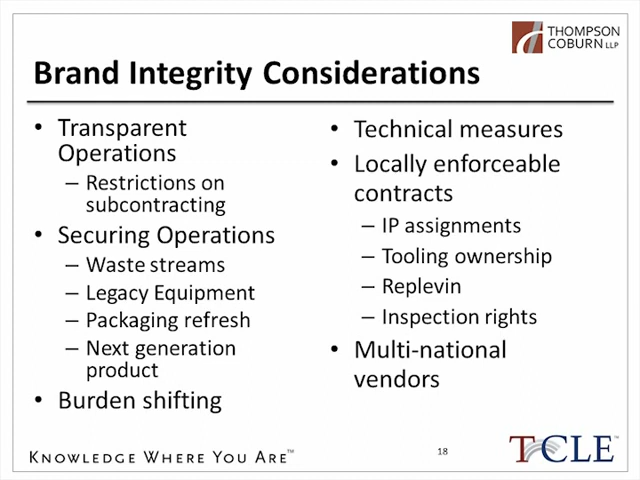 THOMPSON
COBURN LLP
Brand Integrity Considerations
• Transparent
Operations
– Restrictions on
subcontracting
• Securing Operations
– Waste streams
– Legacy Equipment
– Packaging refresh
– Next generation
product
• Burden shifting
• Technical measures
• Locally enforceable
contracts
– IP assignments
– Tooling ownership
– Replevin
– Inspection rights
• Multi-national
vendors
KNOWLEDGE WHERE YOU ARE™
18
TCCLE™